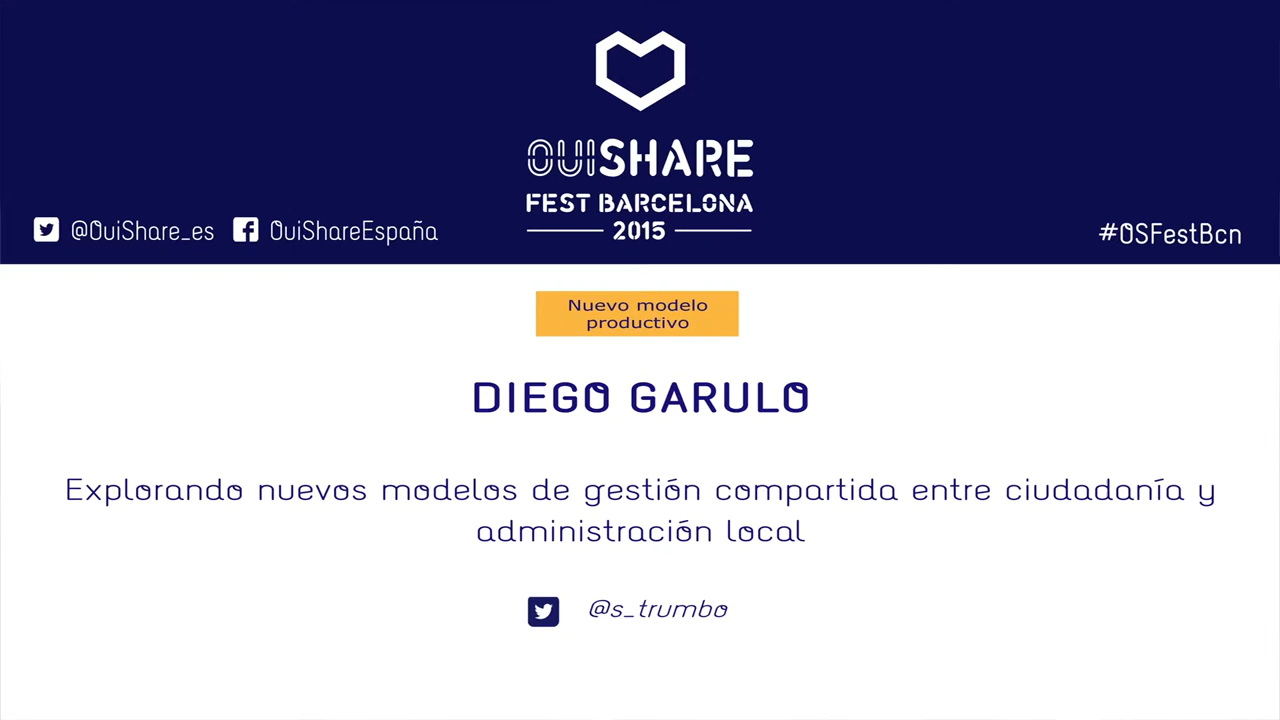 OUISHARE
FEST BARCELONA
2015
@OuiShare_es OuiShareEspaña
#OSFestBcn
Nuevo modelo
productivo
DIEGO GARULO
Explorando nuevos modelos de gestión compartida entre ciudadanía y
administración local
@s_trumbo